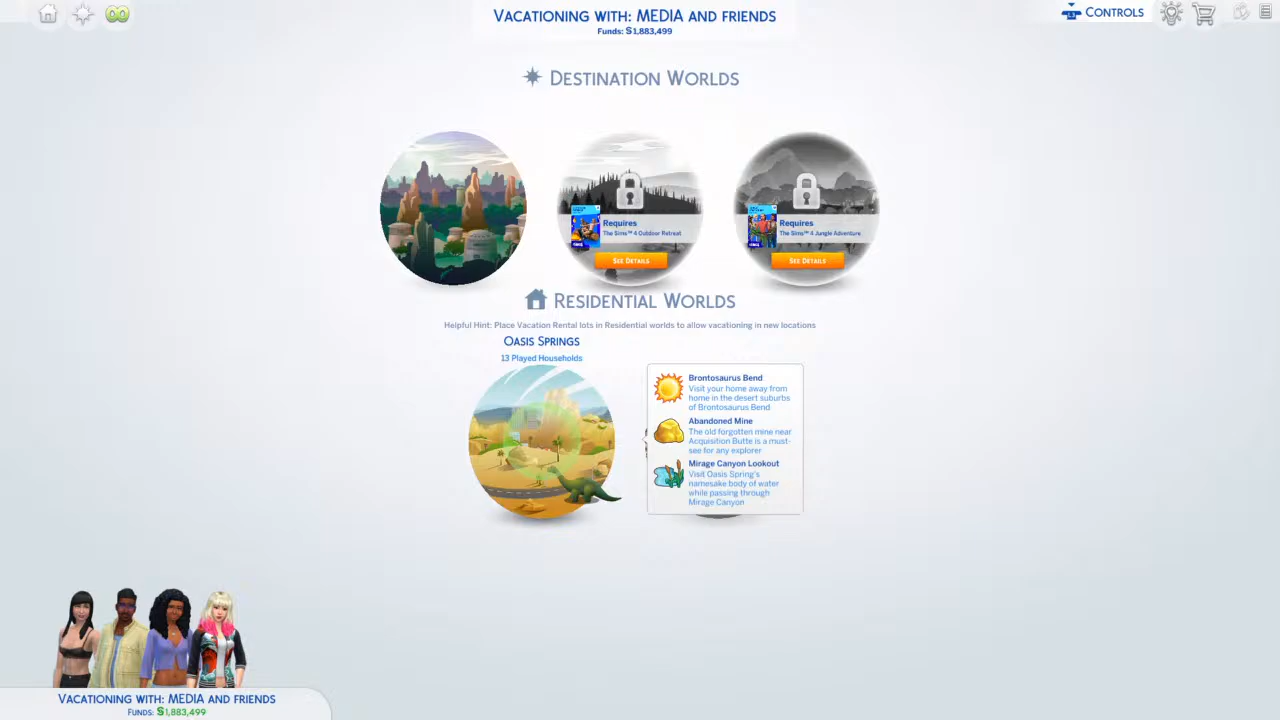 VACATIONING WITH: MEDIA AND FRIENDS
Funds: §1,883,499
CONTROLS
DESTINATION WORLDS
Requires
The Sims™ 4 Outdoor Retreat
SEE DETAILS
Requires
The Sims™ 4 Jungle Adventure
SEE DETAILS
RESIDENTIAL WORLDS
Helpful Hint: Place Vacation Rental lots in Residential worlds to allow vacationing in new locations
OASIS SPRINGS
13 Played Households
Brontosaurus Bend
Visit your home away from
home in the desert suburbs
of Brontosaurus Bend
Abandoned Mine
The old forgotten mine near
Acquisition Butte is a must-
see for any explorer
Mirage Canyon Lookout
Visit Oasis Spring's
namesake body of water
while passing through
Mirage Canyon
VACATIONING WITH: MEDIA AND FRIENDS
FUNDS: §1,883,499